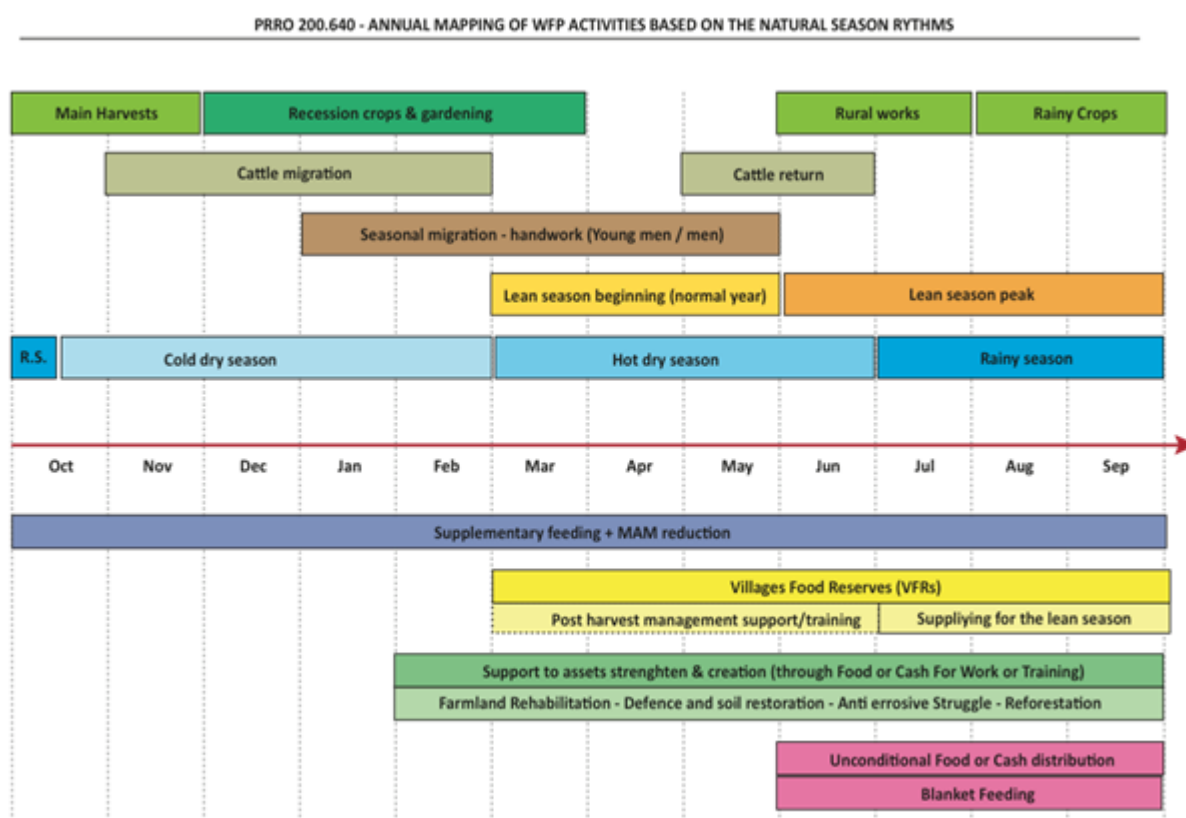 PRRO 200.640 - ANNUAL MAPPING OF WFP ACTIVITIES BASED ON THE NATURAL SEASON RYTHMS
Main Harvests
Recession crops & gardening
Rural works
Rainy Crops
Cattle migration
Cattle return
Seasonal migration - handwork (Young men / men)
Lean season beginning (normal year)
Lean season peak
R.S.
Cold dry season
Hot dry season
Rainy season
Oct
Nov
Dec
Jan
Feb
Mar
Apr
May
Jun
Jul
Aug
Sep
Supplementary feeding + MAM reduction
Villages Food Reserves (VFRs)
Post harvest management support/training
Suppliying for the lean season
Support to assets strenghten & creation (through Food or Cash For Work or Training)
Farmland Rehabilitation - Defence and soil restoration - Anti errosive Struggle - Reforestation
Unconditional Food or Cash distribution
Blanket Feeding